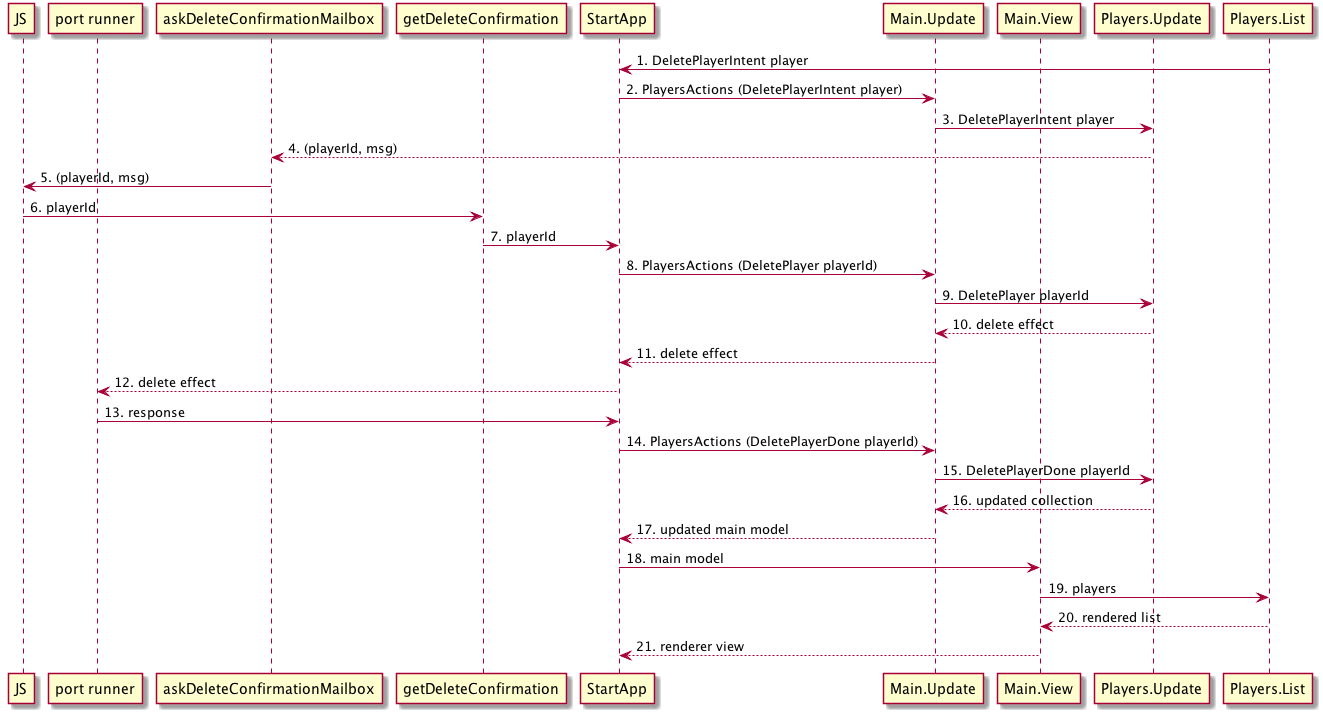 JS port runner askDeleteConfirmationMailbox getDeleteConfirmation StartApp Main.Update Main.View Players.Update Players.List
1. DeletePlayerIntent player
2. PlayersActions (DeletePlayerIntent player)
3. DeletePlayerIntent player
4. (playerId, msg)
5. (playerId, msg)
6. playerId
7. playerId
8. PlayersActions (DeletePlayer playerId)
9. DeletePlayer playerId
10. delete effect
11. delete effect
12. delete effect
13. response
14. PlayersActions (DeletePlayerDone playerId)
15. DeletePlayerDone playerId
16. updated collection
17. updated main model
18. main model
19. players
20. rendered list
21. renderer view
JS port runner askDeleteConfirmationMailbox getDeleteConfirmation StartApp Main.Update Main.View Players.Update Players.List